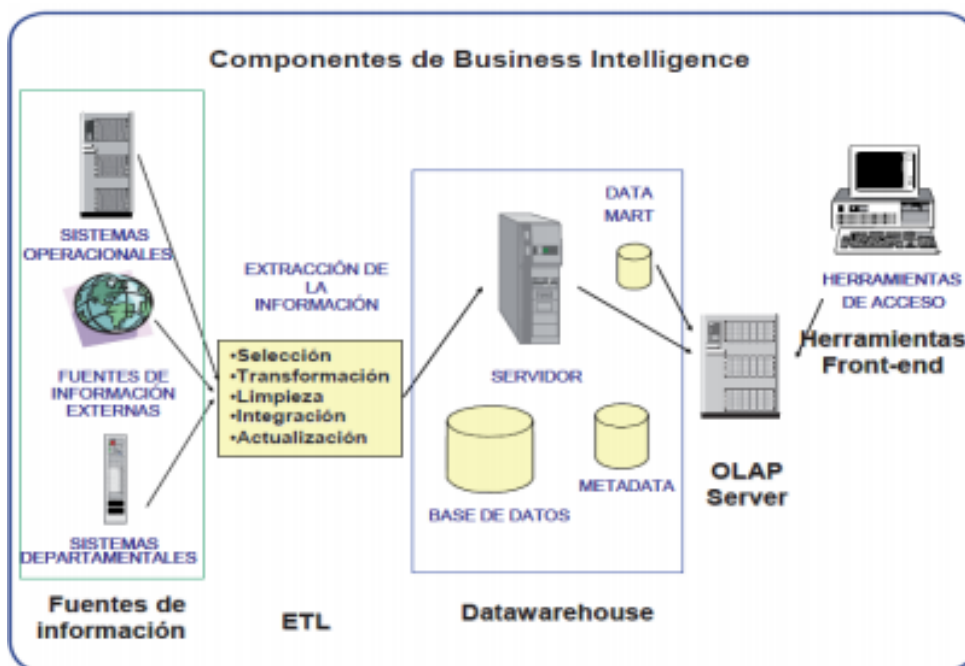 Componentes de Business Intelligence
SISTEMAS
OPERACIONALES
FUENTES DE
INFORMACIÓN
EXTERNAS
SISTEMAS
DEPARTAMENTALES
Fuentes de
información
EXTRACCIÓN DE
LA
INFORMACIÓN
•Selección
•Transformación
•Limpieza
•Integración
•Actualización
ETL
DATA
MART
SERVIDOR
BASE DE DATOS
METADATA
Datawarehouse
OLAP
Server
HERRAMIENTAS
DE ACCESO
Herramientas
Front-end